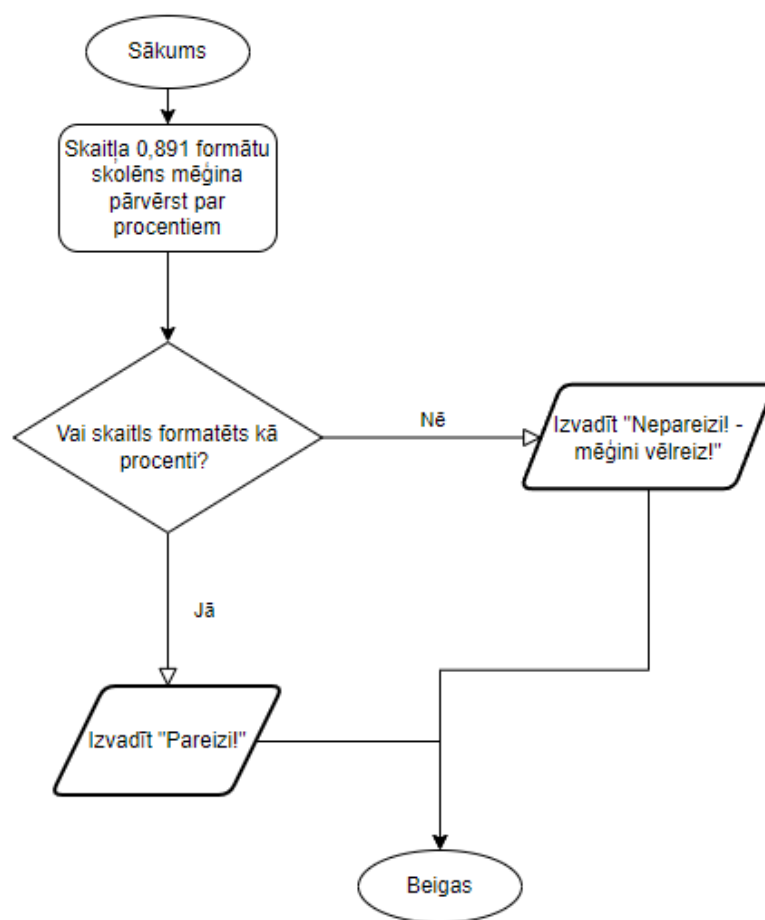 Sākums
Skaitļa 0,891 formātu
skolēns mēģina
pārvērst par
procentiem
Vai skaitls formatēts kā
procenti?
Nē
Izvadīt "Nepareizi! -
mēģini vēlreiz!"
Jā
Izvadīt "Pareizi!"
Beigas